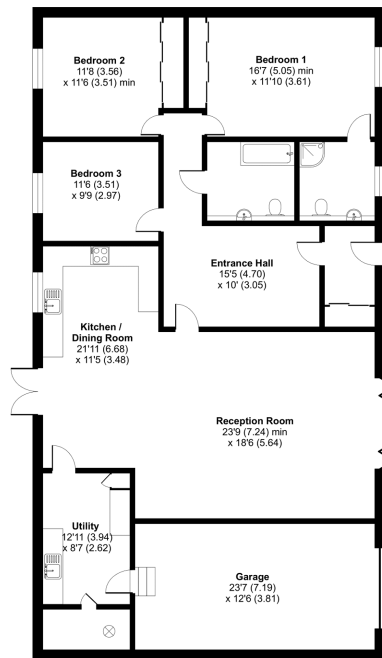 Bedroom 2
11'8 (3.56)
x 11'6 (3.51) min
Bedroom 1
16'7 (5.05) min
x 11'10 (3.61)
Bedroom 3
11'6 (3.51)
x 9'9 (2.97)
Entrance Hall
15'5 (4.70)
x 10' (3.05)
Kitchen /
Dining Room
21'11 (6.68)
x 11'5 (3.48)
Reception Room
23'9 (7.24) min
x 18'6 (5.64)
Utility
12'11 (3.94)
x 8'7 (2.62)
Garage
23'7 (7.19)
x 12'6 (3.81)